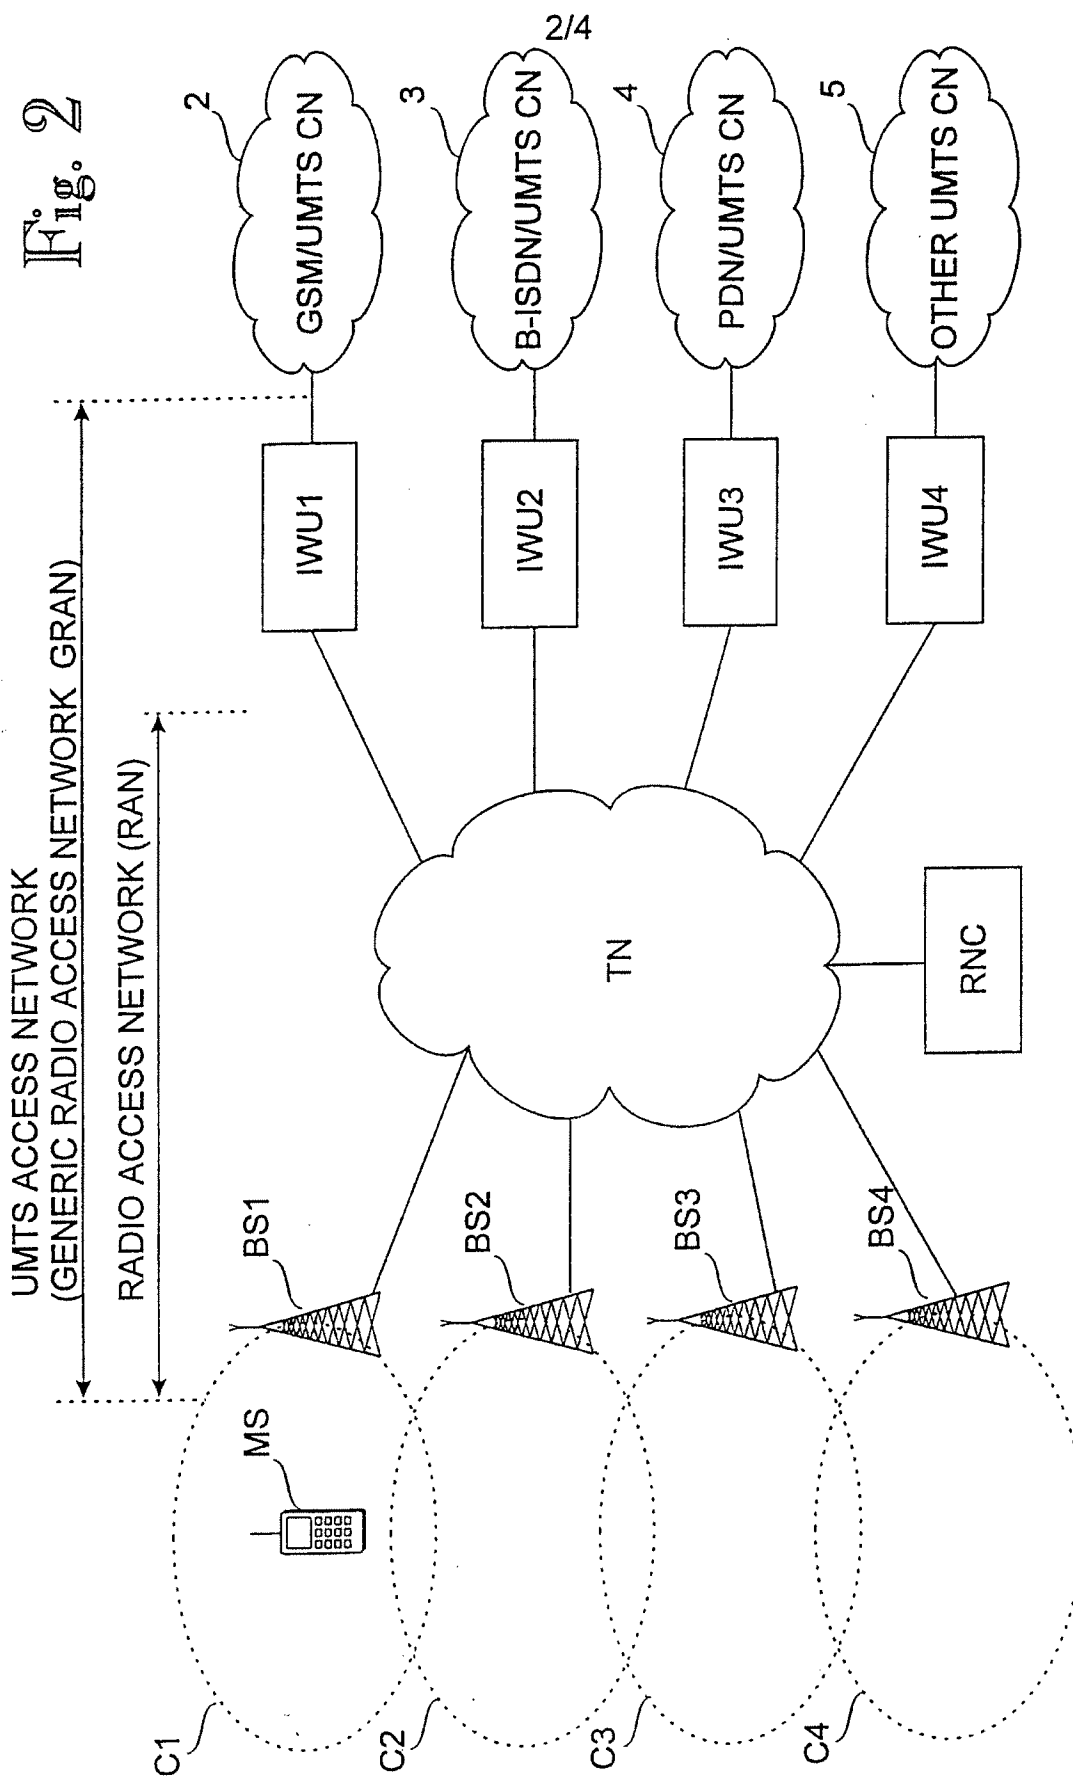 2/4
Fig. 2
UMTS ACCESS NETWORK
(GENERIC RADIO ACCESS NETWORK GRAN)
RADIO ACCESS NETWORK (RAN)
C1
MS
BS1
IWU1
GSM/UMTS CN
2
C2
BS2
IWU2
B-ISDN/UMTS CN
3
TN
C3
BS3
IWU3
PDN/UMTS CN
4
C4
BS4
RNC
IWU4
OTHER UMTS CN
5